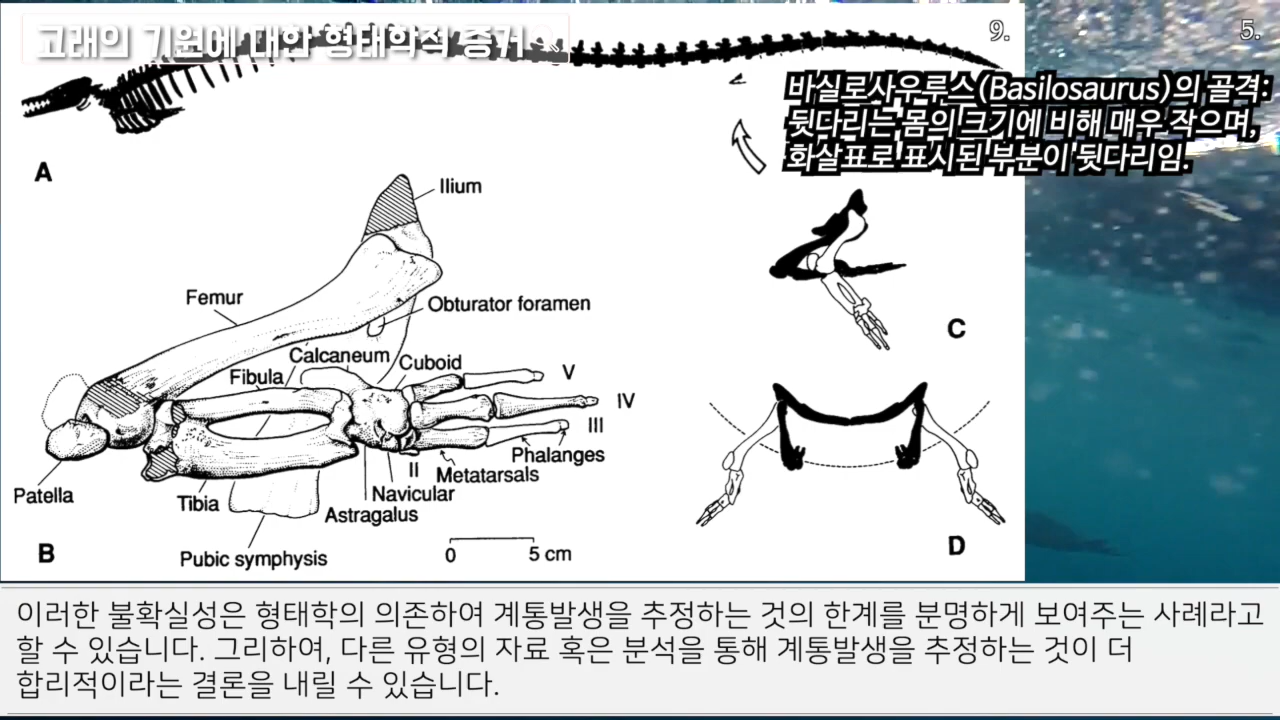 고래의 기원에 대한 형태학적 증거
9.
5.
바실로사우루스(Basilosaurus)의 골격:
뒷다리는 몸의 크기에 비해 매우 작으며,
화살표로 표시된 부분이 뒷다리임.
A
Ilium
Femur
Obturator foramen
C
Calcaneum
Cuboid
Fibula
V
IV
III
Phalanges
II
Metatarsals
Patella
Tibia
Navicular
Astragalus
B
Pubic symphysis
0
5 cm
D
이러한 불확실성은 형태학의 의존하여 계통발생을 추정하는 것의 한계를 분명하게 보여주는 사례라고
할 수 있습니다. 그리하여, 다른 유형의 자료 혹은 분석을 통해 계통발생을 추정하는 것이 더
합리적이라는 결론을 내릴 수 있습니다.